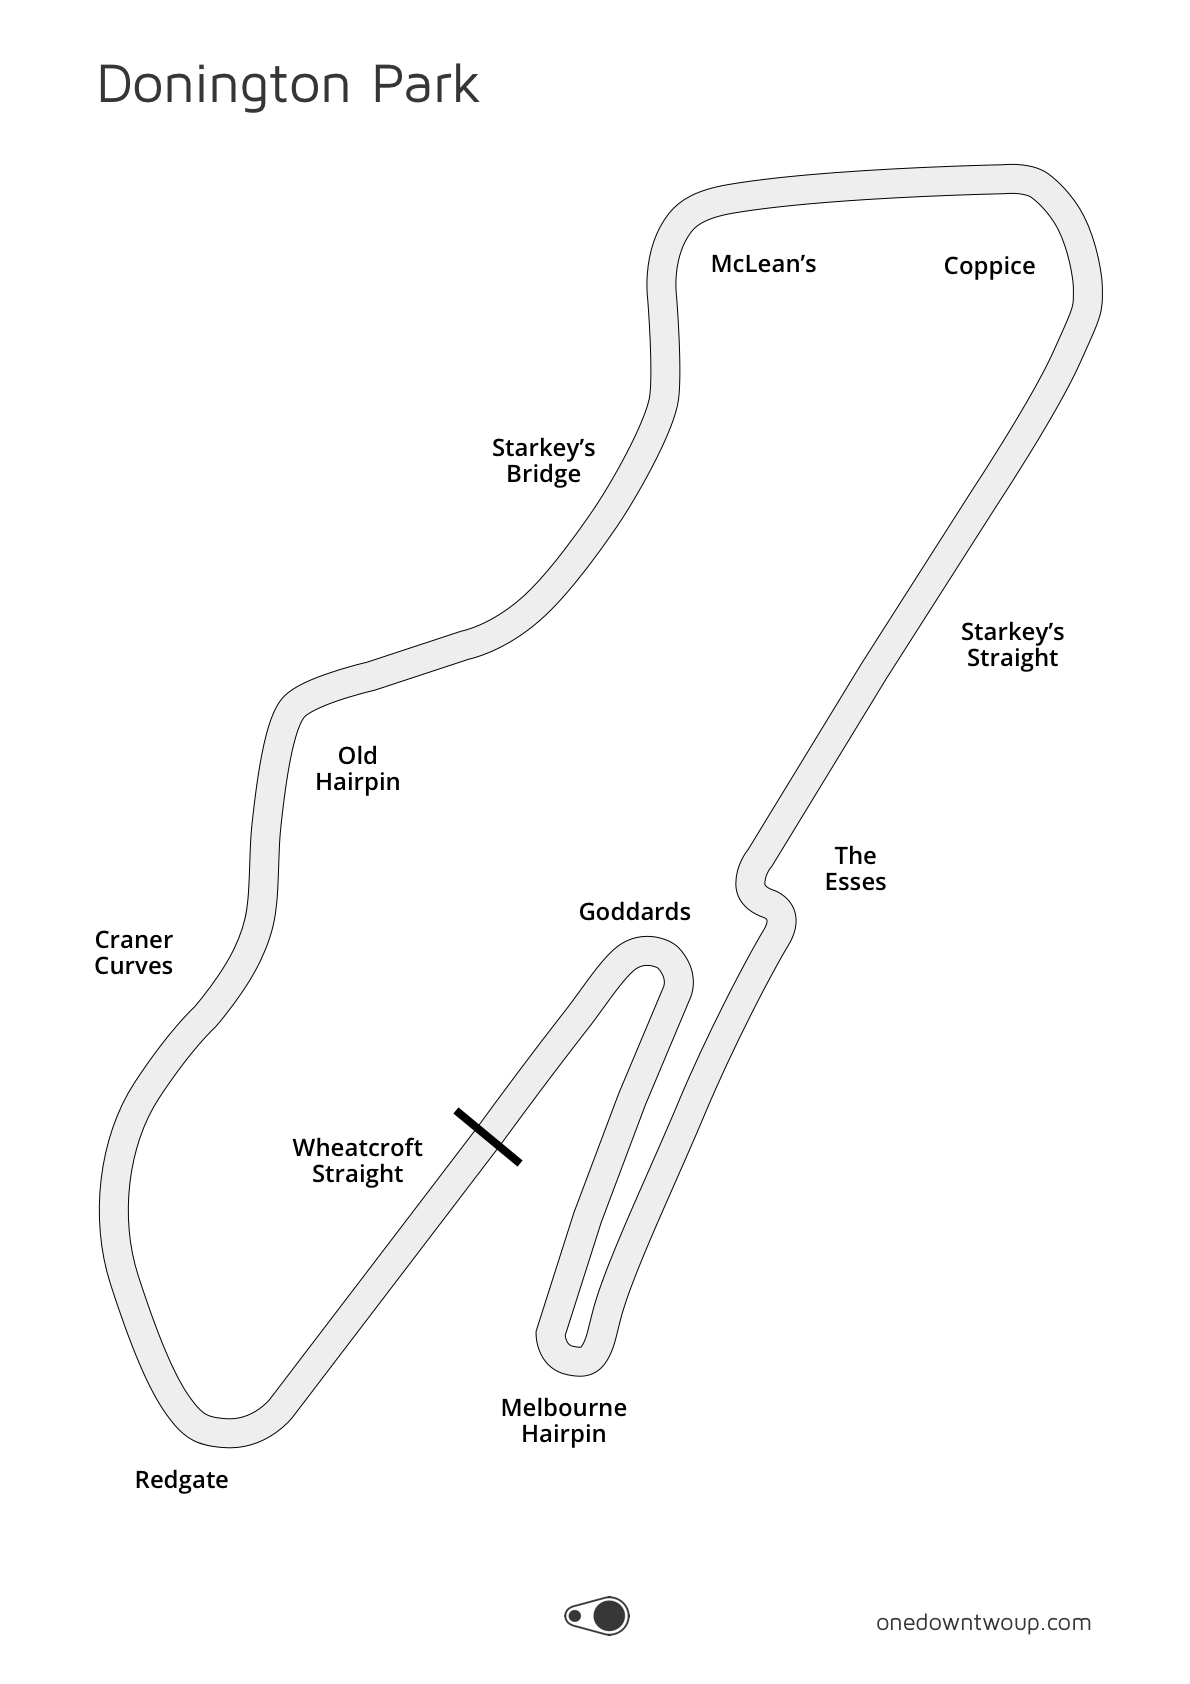 Donington Park
McLean’s
Coppice
Starkey’s
Bridge
Starkey’s
Straight
Old
Hairpin
The
Esses
Goddards
Craner
Curves
Wheatcroft
Straight
Melbourne
Hairpin
Redgate
onedowntwoup.com